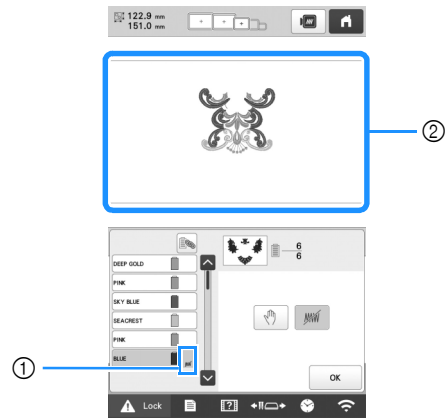 122.9 mm
151.0 mm
②
6
6
DEEP GOLD
PINK
SKY BLUE
SEACREST
PINK
BLUE
①
OK
Lock